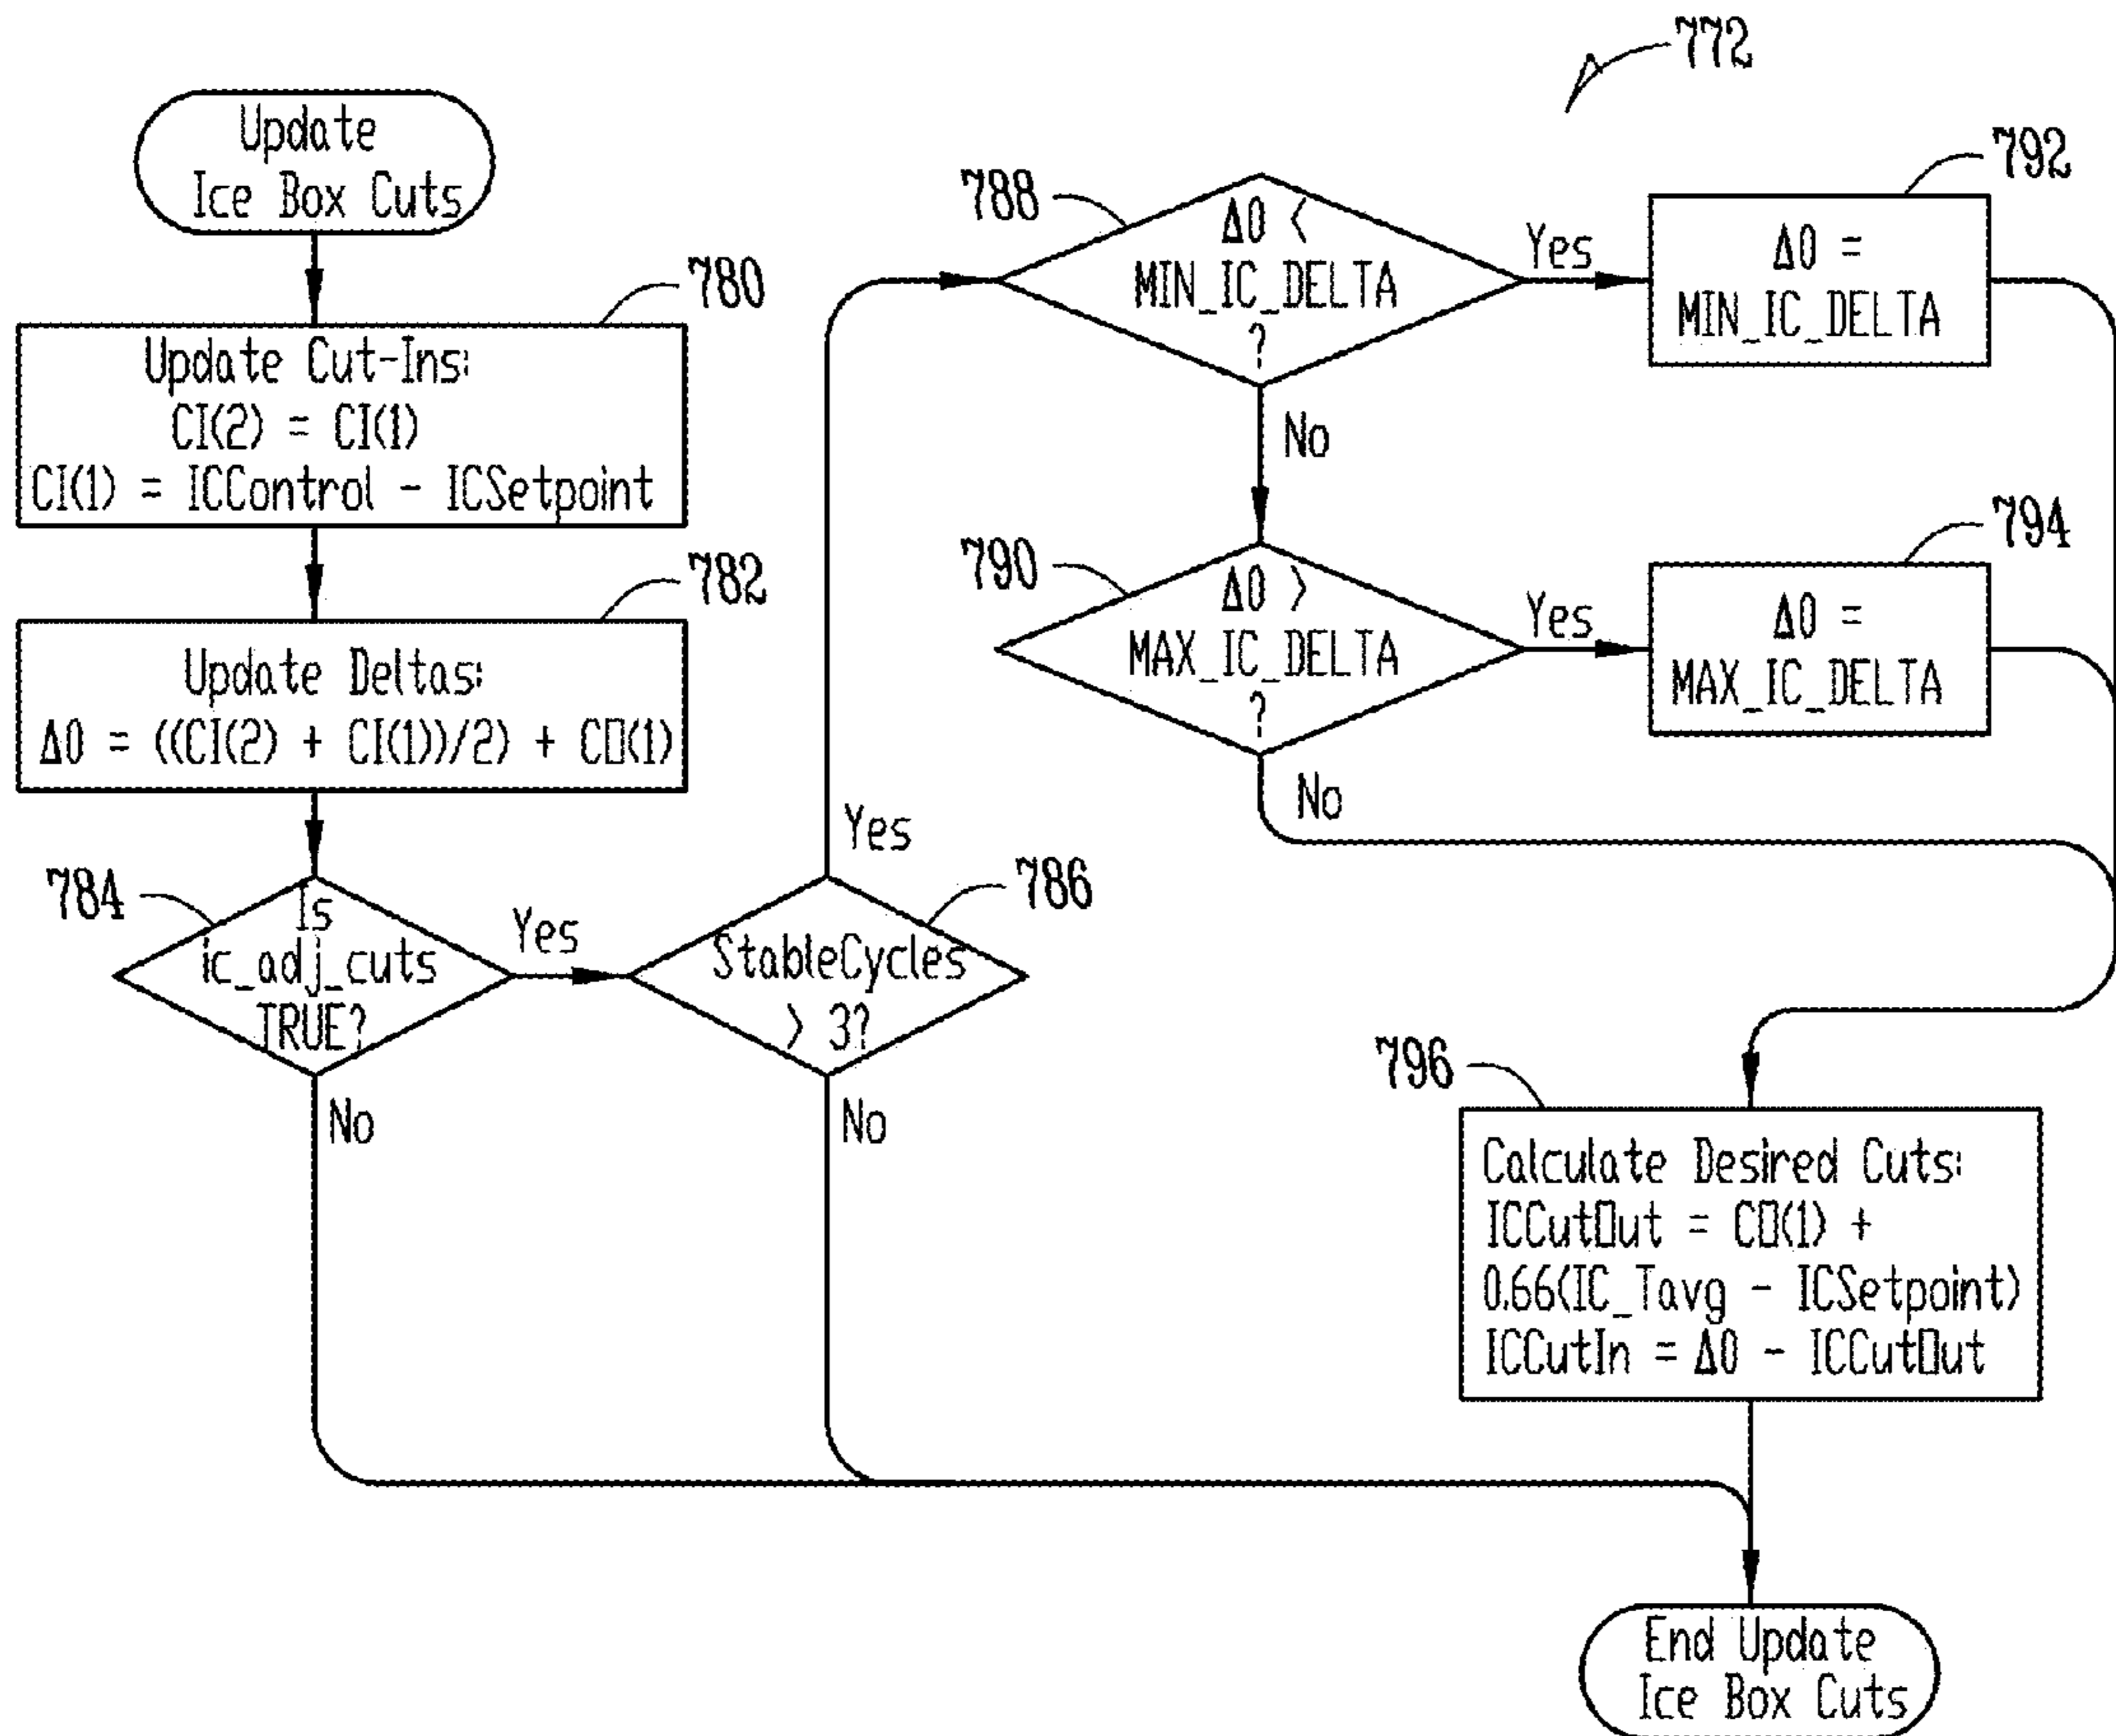 772
Update
Ice Box Cuts
780
Update Cut-Ins:
CI(2) = CI(1)
CI(1) = ICControl - ICSetpoint
782
Update Deltas:
Δ0 = ((CI(2) + CI(1))/2) + CO(1)
784
Is
ic_adj_cuts
TRUE?
Yes
No
786
StableCycles
> 3?
Yes
No
788
Δ0 <
MIN_IC_DELTA
?
Yes
No
792
Δ0 =
MIN_IC_DELTA
790
Δ0 >
MAX_IC_DELTA
?
Yes
No
794
Δ0 =
MAX_IC_DELTA
796
Calculate Desired Cuts:
ICCutOut = CO(1) +
0.66(IC_Tavg - ICSetpoint)
ICCutIn = Δ0 - ICCutOut
End Update
Ice Box Cuts